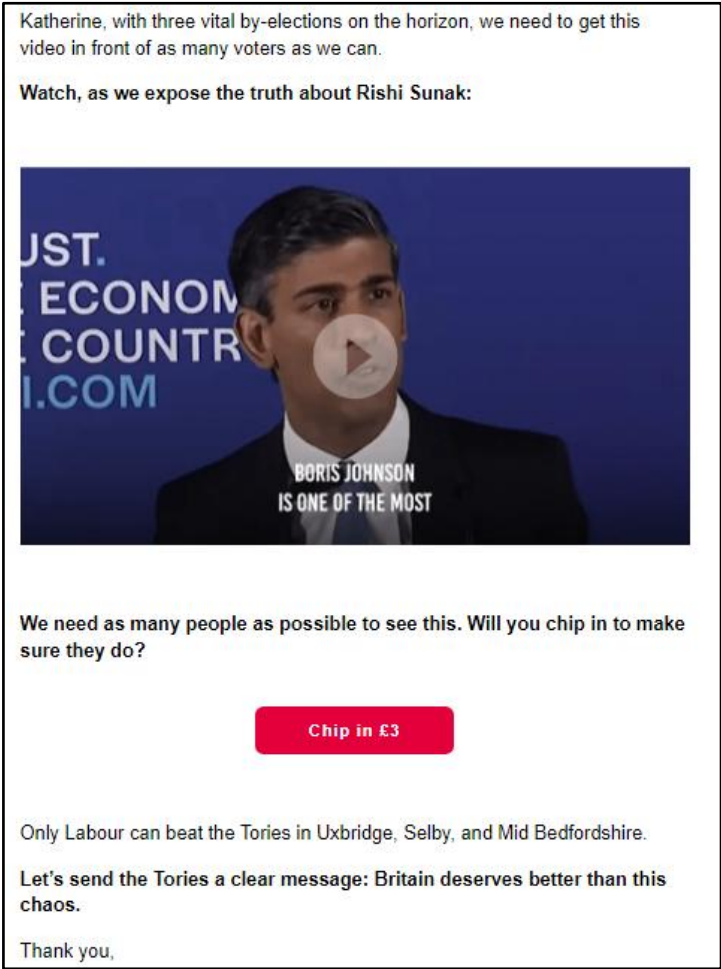 Katherine, with three vital by-elections on the horizon, we need to get this
video in front of as many voters as we can.
Watch, as we expose the truth about Rishi Sunak:
UST.
ECONOM
COUNTR
I.COM
BORIS JOHNSON
IS ONE OF THE MOST
We need as many people as possible to see this. Will you chip in to make
sure they do?
Chip in £3
Only Labour can beat the Tories in Uxbridge, Selby, and Mid Bedfordshire.
Let's send the Tories a clear message: Britain deserves better than this
chaos.
Thank you,